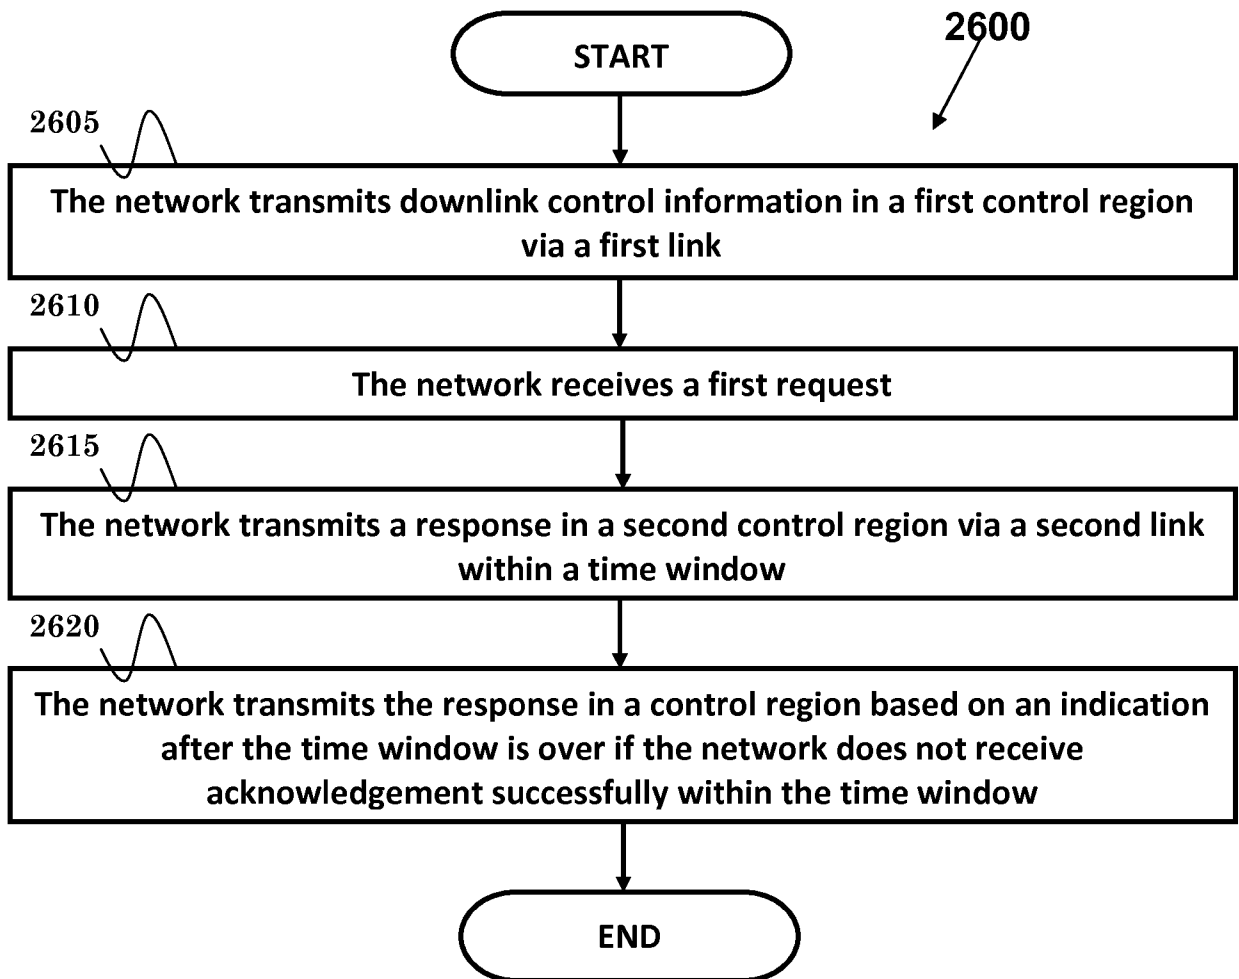 START
2600
2605
The network transmits downlink control information in a first control region
via a first link
2610
The network receives a first request
2615
The network transmits a response in a second control region via a second link
within a time window
2620
The network transmits the response in a control region based on an indication
after the time window is over if the network does not receive
acknowledgement successfully within the time window
END